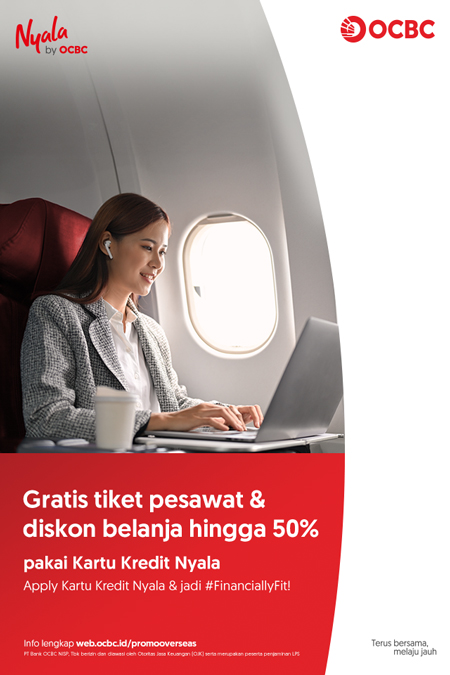 Nyala
by OCBC
OCBC
Gratis tiket pesawat &
diskon belanja hingga 50%
pakai Kartu Kredit Nyala
Apply Kartu Kredit Nyala & jadi #FinanciallyFit!
Info lengkap web.ocbc.id/promooverseas
PT Bank OCBC NISP, Tbk berizin dan diawasi oleh Otoritas Jasa Keuangan (OJK) serta merupakan peserta penjaminan LPS
Terus bersama,
melaju jauh